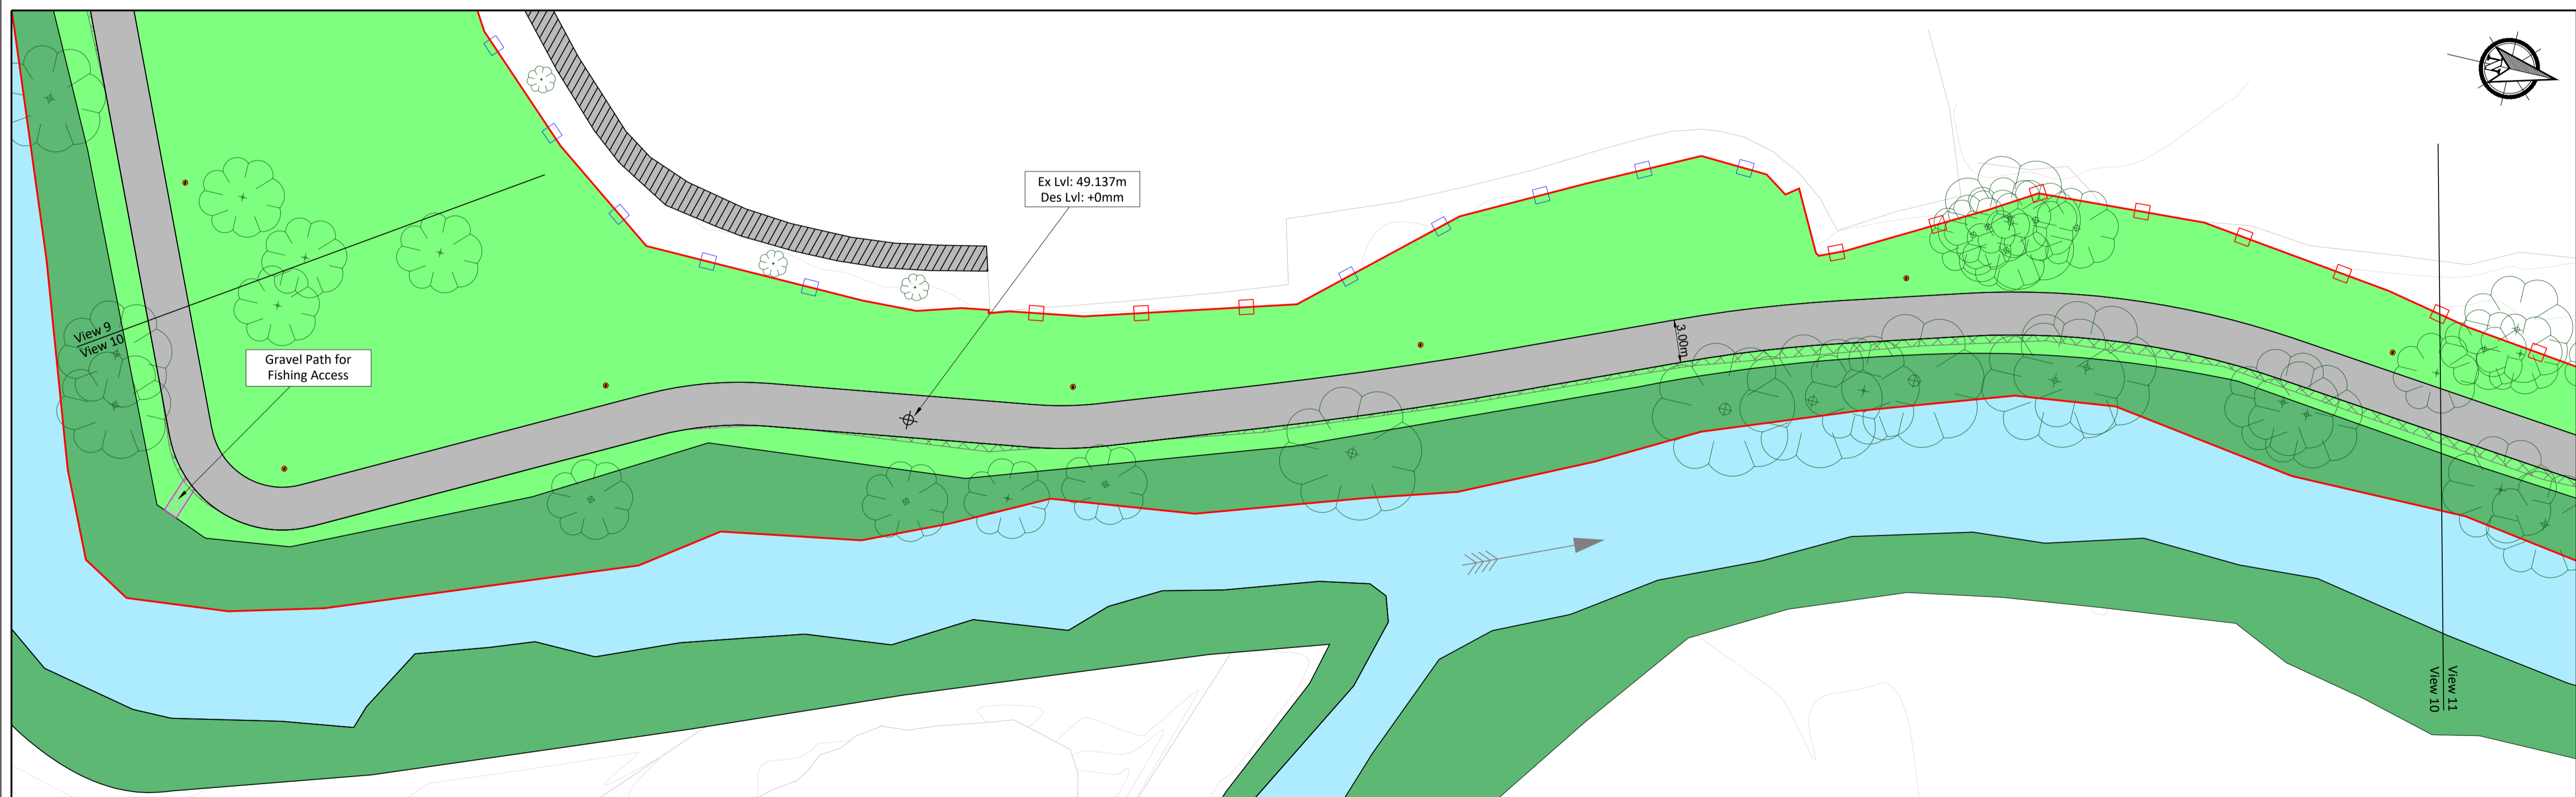 Ex Lvl: 49.137m
Des Lvl: +0mm
View 9
View 10
Gravel Path for
Fishing Access
3.00m
View 11
View 10
N